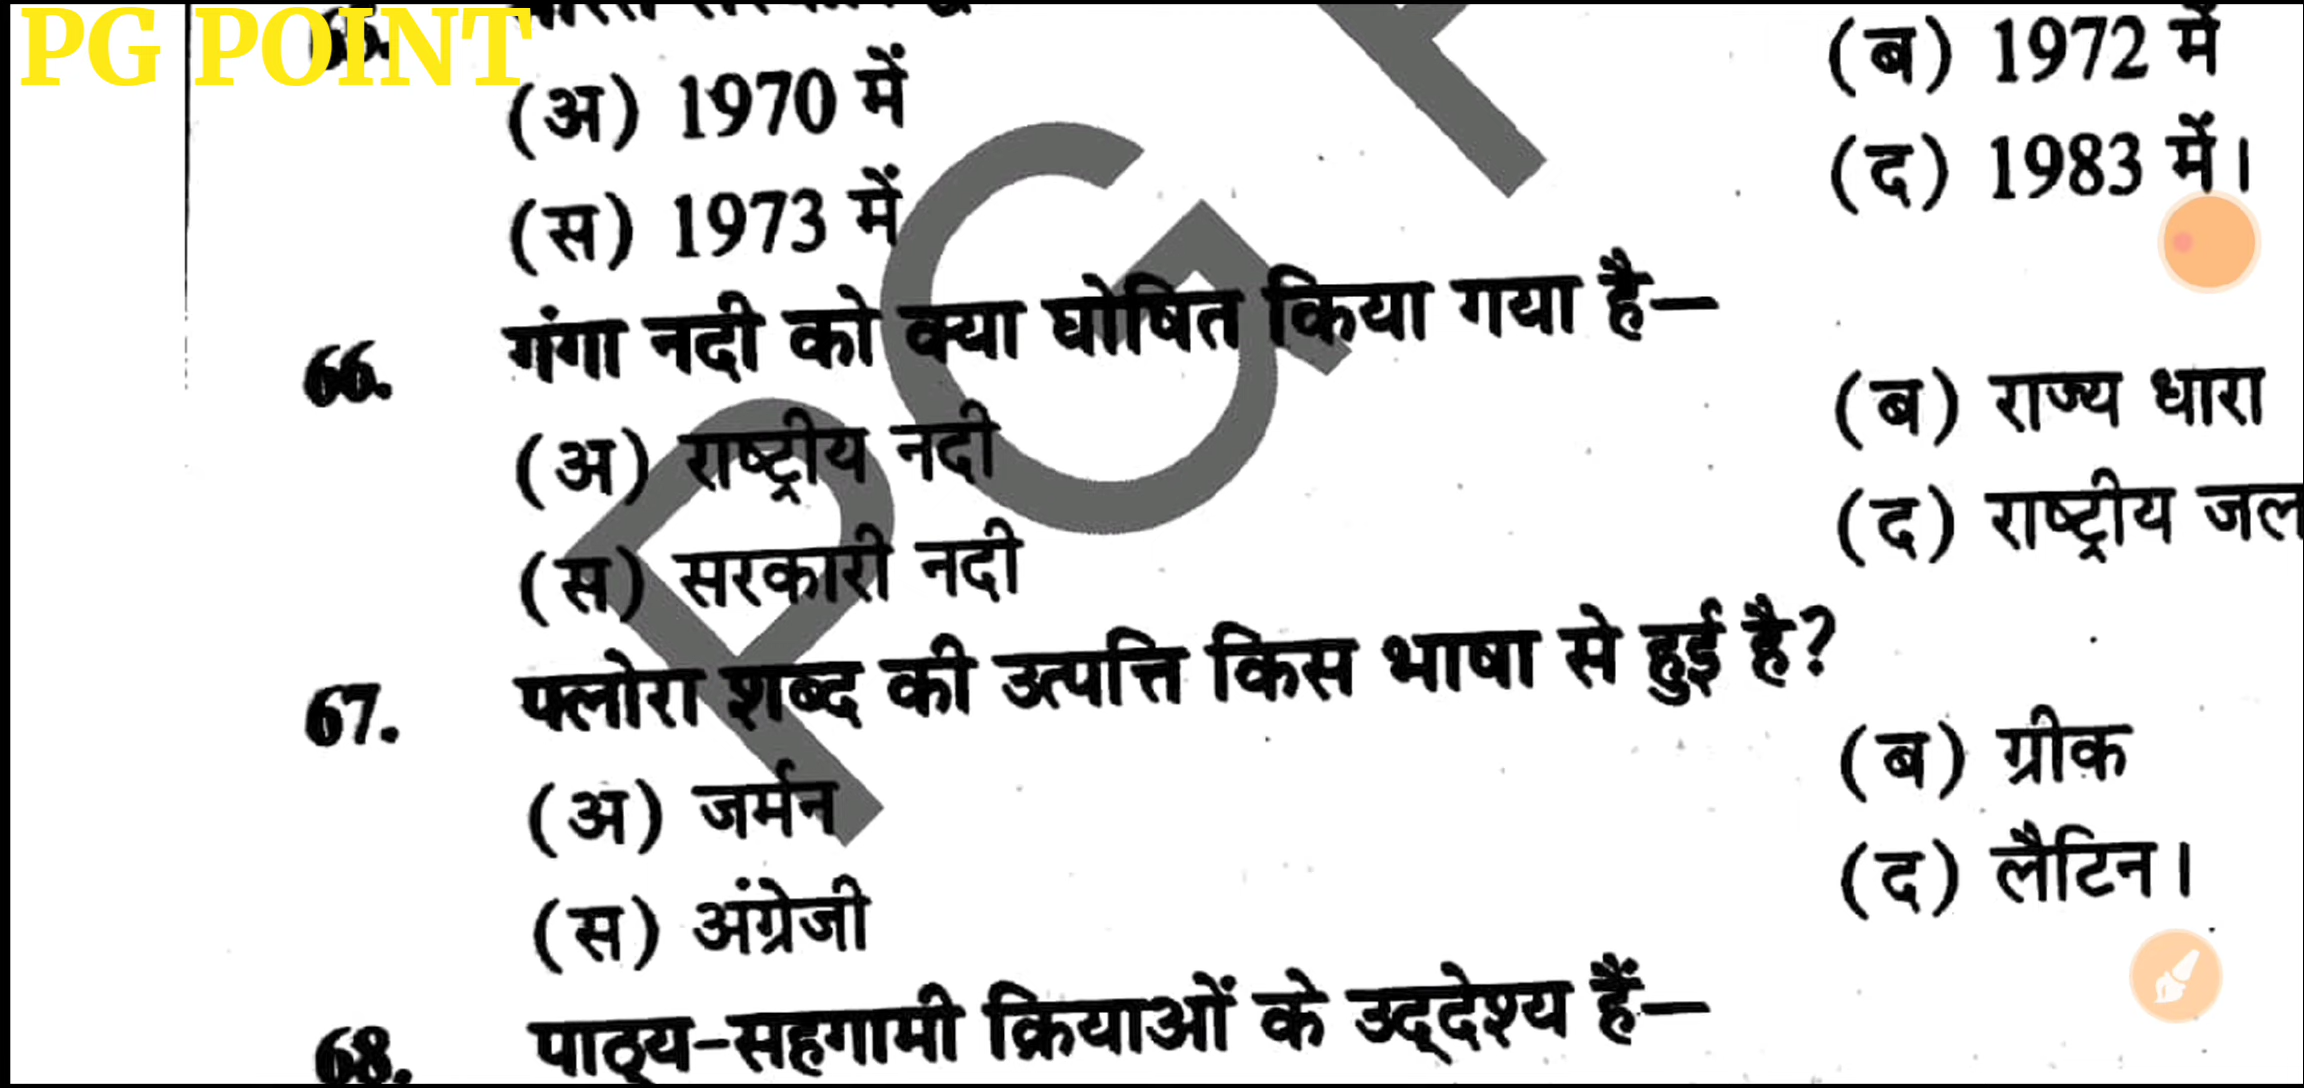 PG POINT
(अ) 1970 में (ब) 1972 में
(स) 1973 में (द) 1983 में।
66. गंगा नदी को क्या घोषित किया गया है—
(अ) राष्ट्रीय नदी (ब) राज्य धारा
(स) सरकारी नदी (द) राष्ट्रीय जल
67. फ्लोरा शब्द की उत्पत्ति किस भाषा से हुई है?
(अ) जर्मन (ब) ग्रीक
(स) अंग्रेजी (द) लैटिन।
68. पाठ्य-सहगामी क्रियाओं के उद्देश्य हैं—